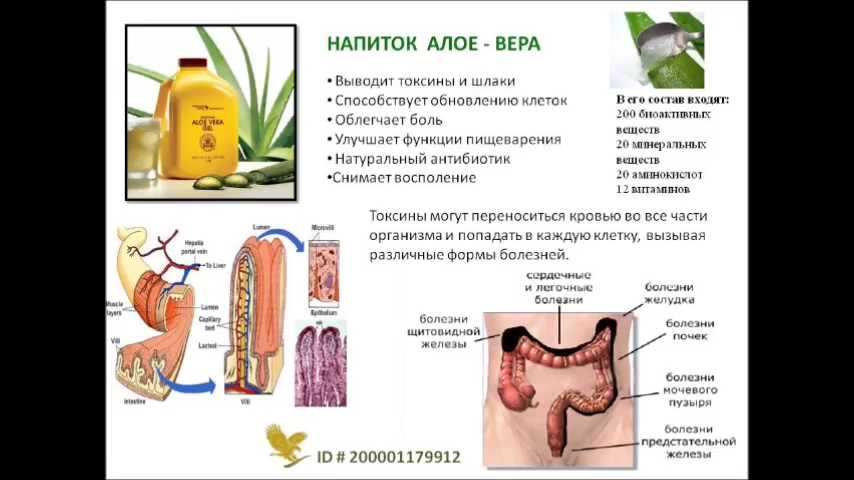 НАПИТОК АЛОЕ - ВЕРА
• Выводит токсины и шлаки
• Способствует обновлению клеток
• Облегчает боль
• Улучшает функции пищеварения
• Натуральный антибиотик
•Снимает восполение
В его состав входят:
200 биоактивных
веществ
20 минеральных
веществ
20 аминокислот
12 витаминов
ALOE VERA
GEL
Токсины могут переноситься кровью во все части
организма и попадать в каждую клетку, вызывая
различные формы болезней.
Hepatic
portal vein
To Liver
Muscle
layers
Lumen
Villi
Intestine
Lumen
Capillary
bed
Lacteal
Villi
Microvilli
Epithelium
сердечные
и легочные
болезни
болезни
желудка
болезни
щитовидной
железы
болезни
почек
болезни
мочевого
пузыря
болезни
предстательной
железы
ID # 200001179912